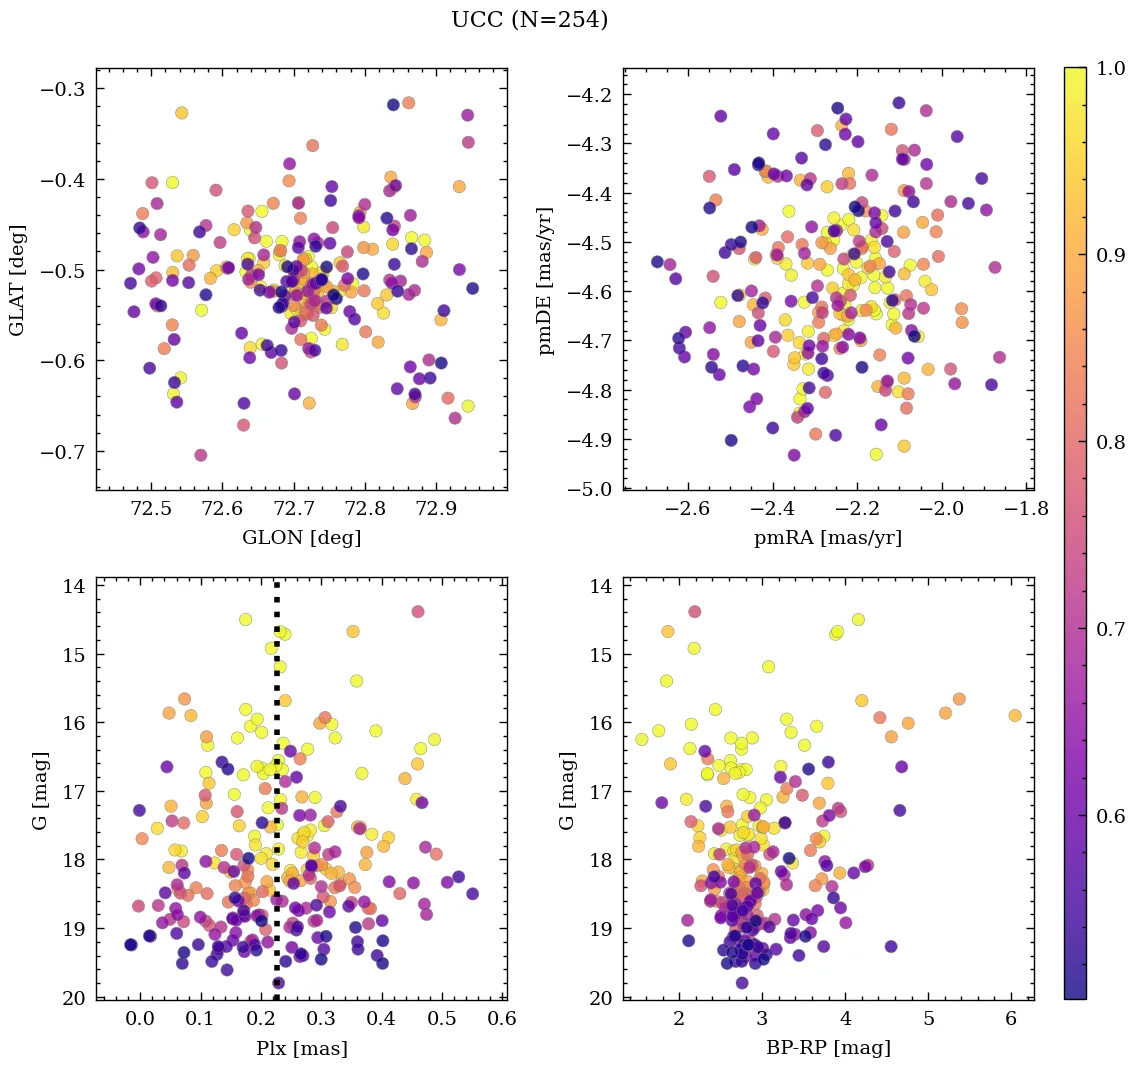 UCC (N=254)
−0.3
−0.4
−0.5
−0.6
−0.7
GLAT [deg]
72.5 72.6 72.7 72.8 72.9
GLON [deg]
−4.2
−4.3
−4.4
−4.5
−4.6
−4.7
−4.8
−4.9
−5.0
pmDE [mas/yr]
−2.6 −2.4 −2.2 −2.0 −1.8
pmRA [mas/yr]
14
15
16
17
18
19
20
G [mag]
0.0 0.1 0.2 0.3 0.4 0.5 0.6
Plx [mas]
14
15
16
17
18
19
20
G [mag]
2 3 4 5 6
BP-RP [mag]
1.0
0.9
0.8
0.7
0.6